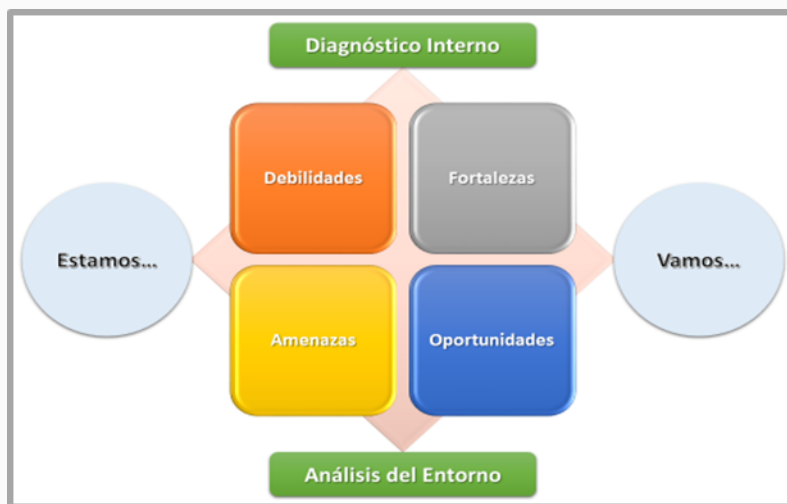 Diagnóstico Interno
Debilidades
Fortalezas
Estamos...
Vamos...
Amenazas
Oportunidades
Análisis del Entorno